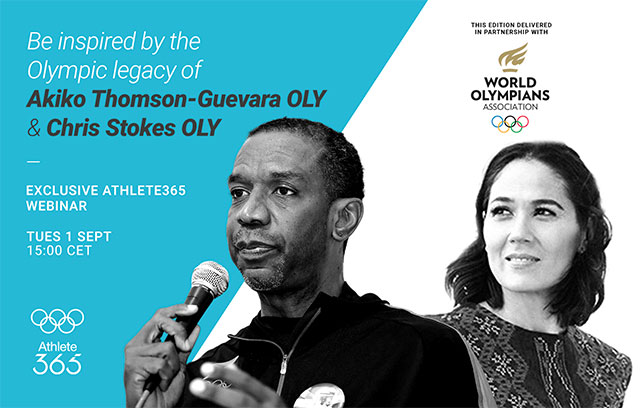 Be inspired by the
Olympic legacy of
Akiko Thomson-Guevara OLY
& Chris Stokes OLY
EXCLUSIVE ATHLETE365
WEBINAR
TUES 1 SEPT
15:00 CET
Athlete
365
THIS EDITION DELIVERED
IN PARTNERSHIP WITH
WORLD
OLYMPIANS
ASSOCIATION